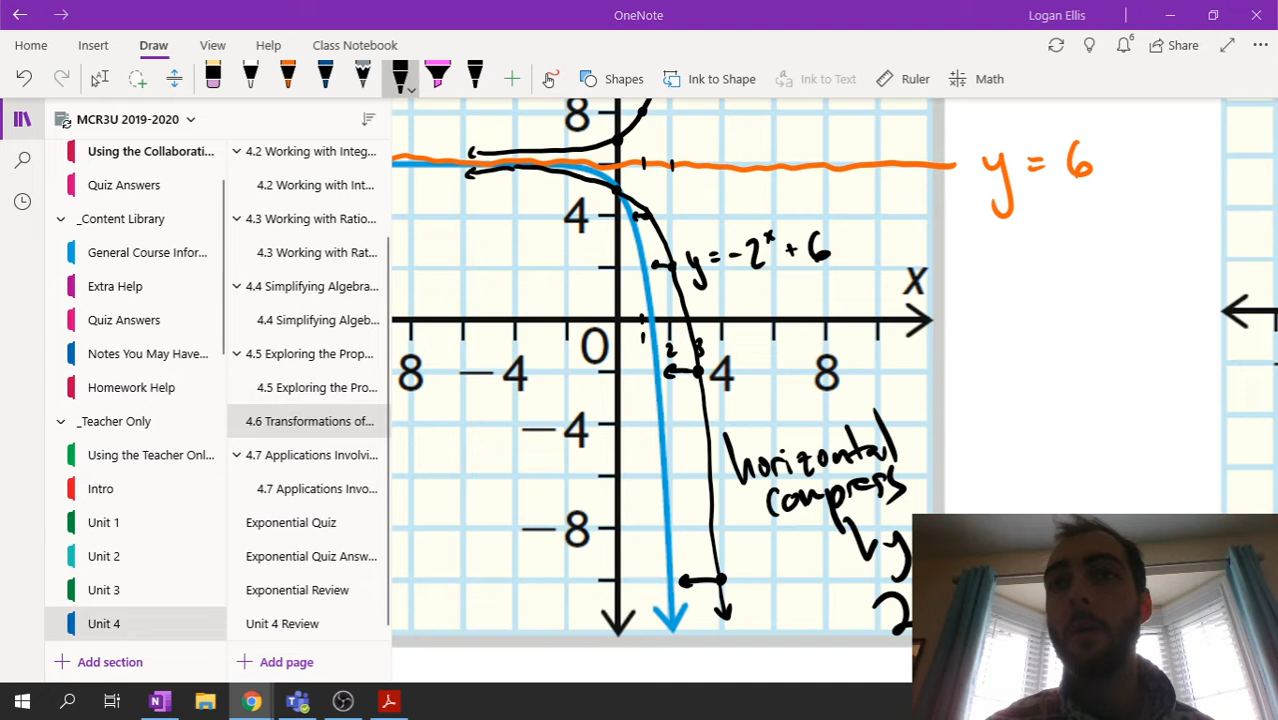 OneNote
Logan Ellis
Home Insert Draw View Help Class Notebook
6
Share
Shapes
Ink to Shape
Ink to Text
Ruler
Math
MCR3U 2019-2020
Using the Collaborati...
Quiz Answers
_Content Library
General Course Infor...
Extra Help
Quiz Answers
Notes You May Have...
Homework Help
_Teacher Only
Using the Teacher Onl...
Intro
Unit 1
Unit 2
Unit 3
Unit 4
Add section
4.2 Working with Integ...
4.2 Working with Int...
4.3 Working with Ratio...
4.3 Working with Rat...
4.4 Simplifying Algebra...
4.4 Simplifying Algeb...
4.5 Exploring the Prop...
4.5 Exploring the Pro...
4.6 Transformations of...
4.7 Applications Involvi...
4.7 Applications Invo...
Exponential Quiz
Exponential Quiz Answ...
Exponential Review
Unit 4 Review
Add page
8
y = 6
4
y = -2^x + 6
x
0
1 2 3
8 -4 4 8
-4
-8
horizontal
compress
by
2